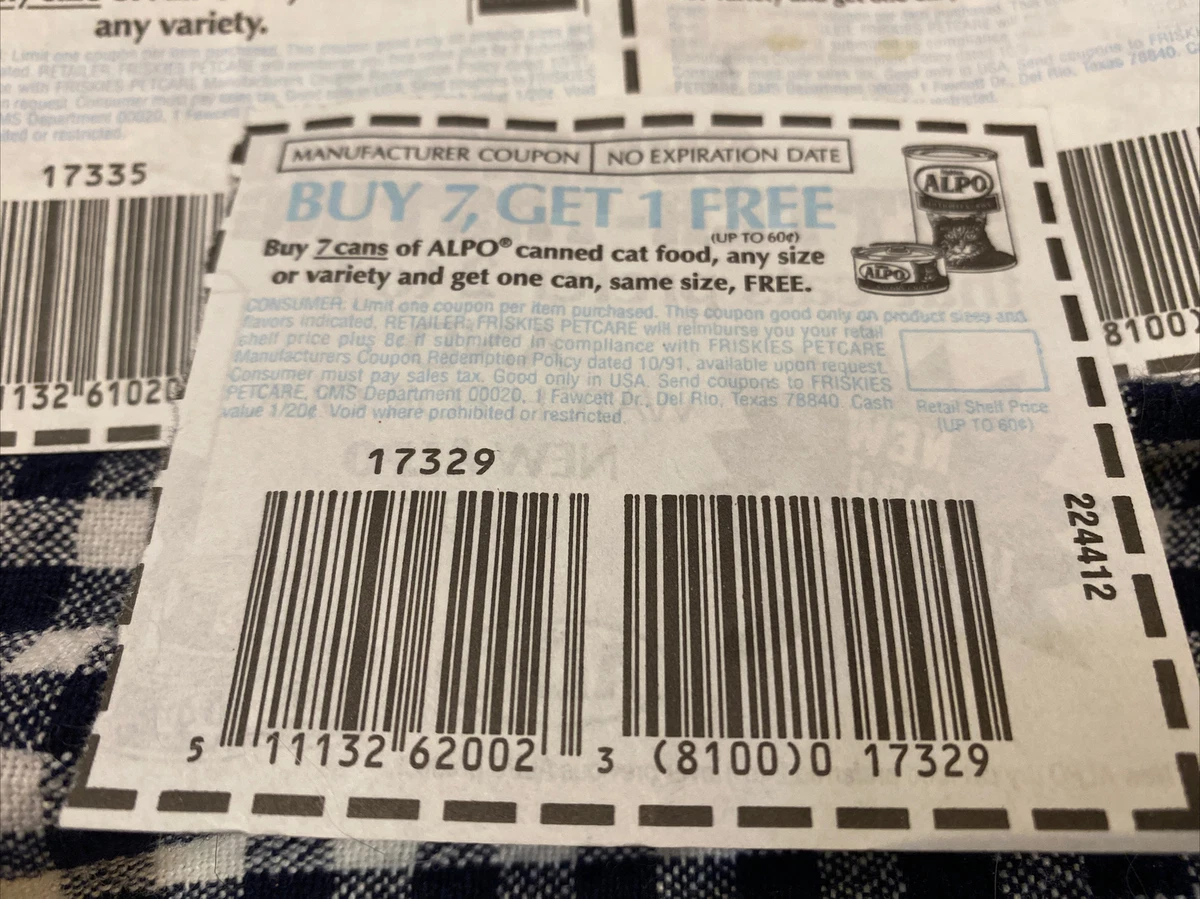 any variety.
17335
1132 61020
MANUFACTURER COUPON NO EXPIRATION DATE
BUY 7, GET 1 FREE
(UP TO 60¢)
Buy 7 cans of ALPO® canned cat food, any size
or variety and get one can, same size, FREE.
ALPO
ALPO
CONSUMER: Limit one coupon per item purchased. This coupon good only on product sizes and
flavors indicated. RETAILER: FRISKIES PETCARE will reimburse you your retail
shelf price plus 8¢ if submitted in compliance with FRISKIES PETCARE
Manufacturers Coupon Redemption Policy dated 10/91, available upon request.
Consumer must pay sales tax. Good only in USA. Send coupons to FRISKIES
PETCARE, CMS Department 00020, 1 Fawcett Dr., Del Rio, Texas 78840. Cash
value 1/20¢. Void where prohibited or restricted.
Retail Shelf Price
(UP TO 60¢)
17329
5 11132 62002 3 (8100)0 17329
224412
8100